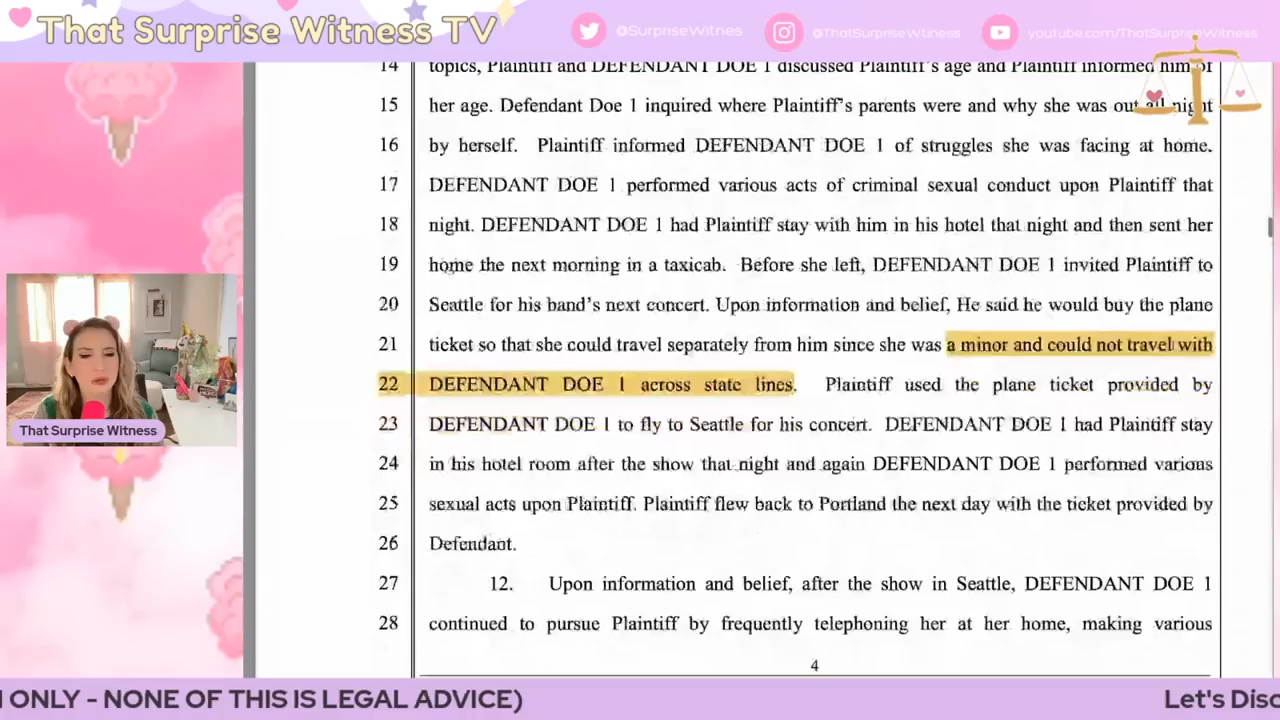 That Surprise Witness TV
@SurpriseWitnes
@ThatSurpriseWitness
youtube.com/ThatSurpriseWitness
14 topics, Plaintiff and DEFENDANT DOE 1 discussed Plaintiff's age and Plaintiff informed him of
15 her age. Defendant Doe 1 inquired where Plaintiff's parents were and why she was out all night
16 by herself. Plaintiff informed DEFENDANT DOE 1 of struggles she was facing at home.
17 DEFENDANT DOE 1 performed various acts of criminal sexual conduct upon Plaintiff that
18 night. DEFENDANT DOE 1 had Plaintiff stay with him in his hotel that night and then sent her
19 home the next morning in a taxicab. Before she left, DEFENDANT DOE 1 invited Plaintiff to
20 Seattle for his band's next concert. Upon information and belief, He said he would buy the plane
21 ticket so that she could travel separately from him since she was a minor and could not travel with
22 DEFENDANT DOE 1 across state lines. Plaintiff used the plane ticket provided by
23 DEFENDANT DOE 1 to fly to Seattle for his concert. DEFENDANT DOE 1 had Plaintiff stay
24 in his hotel room after the show that night and again DEFENDANT DOE 1 performed various
25 sexual acts upon Plaintiff. Plaintiff flew back to Portland the next day with the ticket provided by
26 Defendant.
27 12. Upon information and belief, after the show in Seattle, DEFENDANT DOE 1
28 continued to pursue Plaintiff by frequently telephoning her at her home, making various
4
That Surprise Witness
ONLY - NONE OF THIS IS LEGAL ADVICE)
Let's Disc